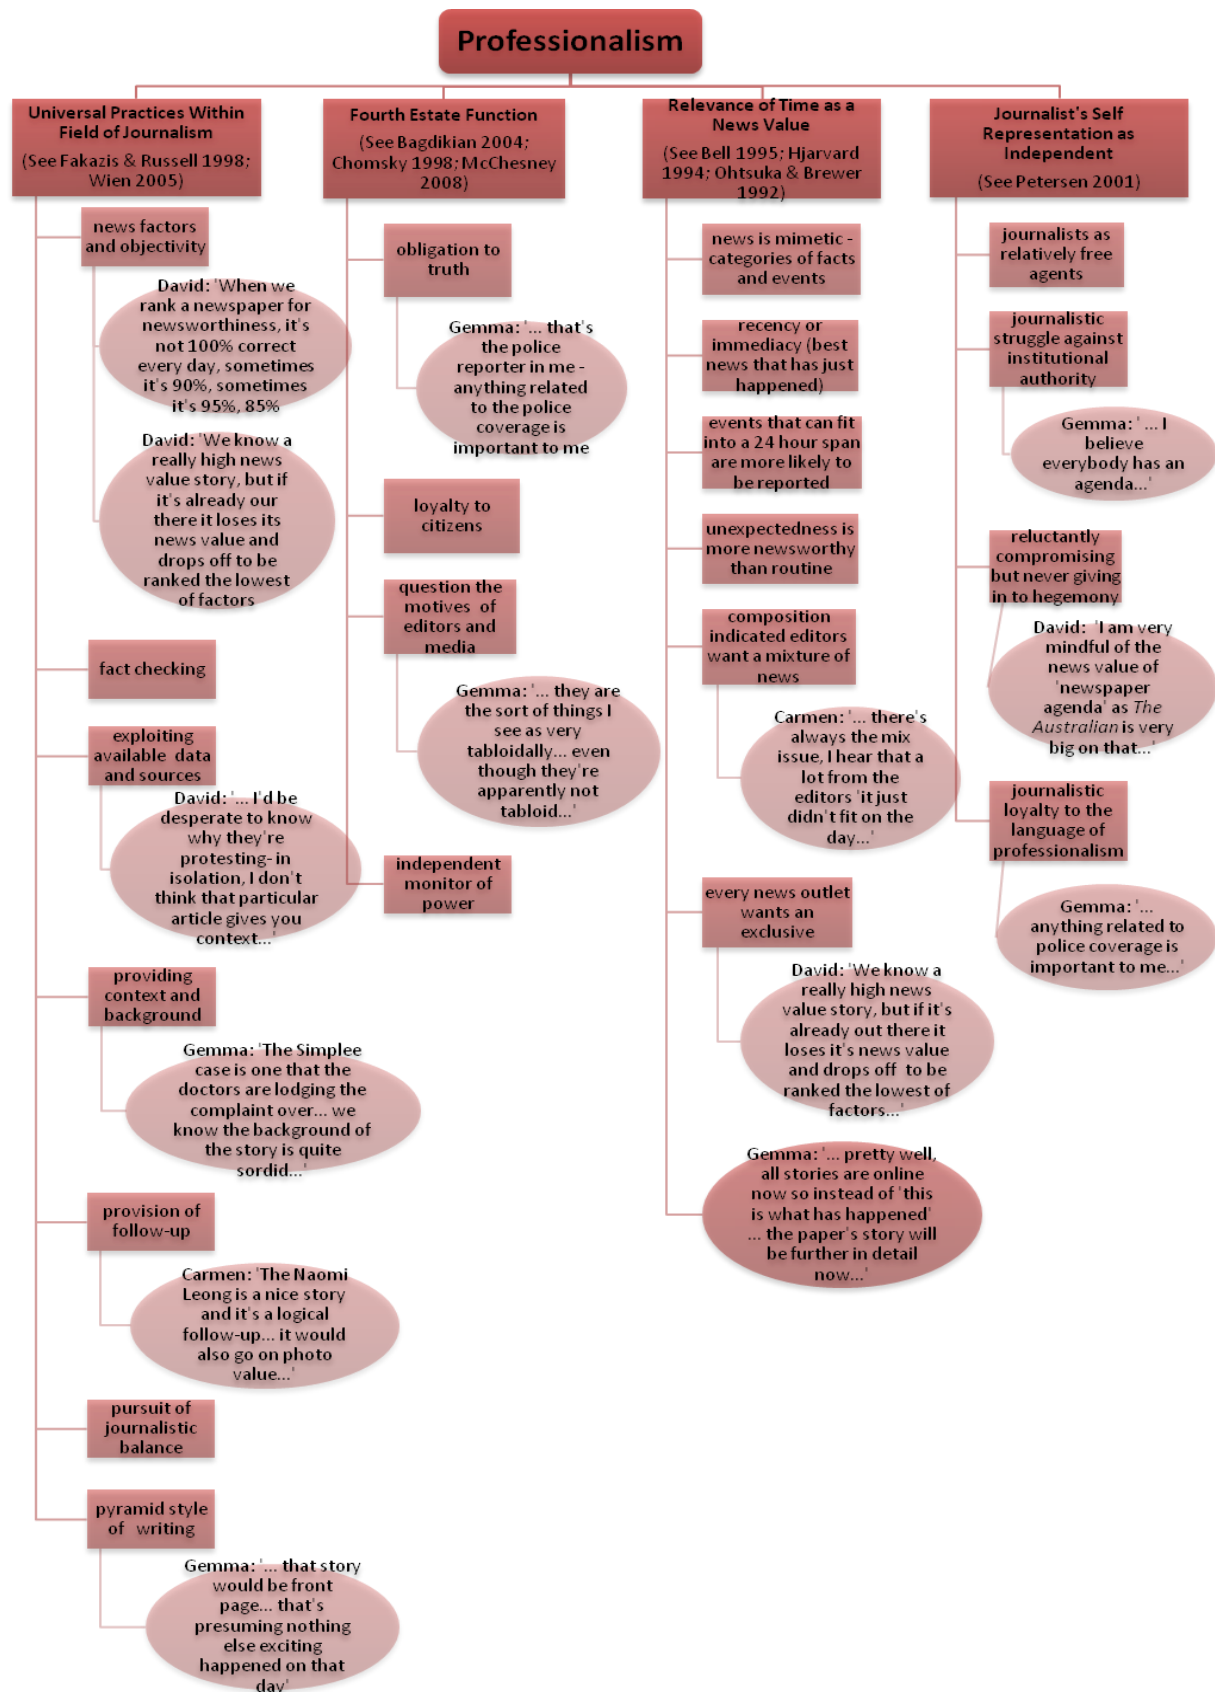 Professionalism
Universal Practices Within
Field of Journalism
(See Fakazis & Russell 1998;
Wien 2005)
news factors
and objectivity
David: 'When we
rank a newspaper for
newsworthiness, it's
not 100% correct
every day, sometimes
it's 90%, sometimes
it's 95%, 85%
David: 'We know a
really high news
value story, but if
it's already our
there it loses its
news value and
drops off to be
ranked the lowest
of factors
fact checking
exploiting
available data
and sources
David: '... I'd be
desperate to know
why they're
protesting- in
isolation, I don't
think that particular
article gives you
context...'
providing
context and
background
Gemma: 'The Simplee
case is one that the
doctors are lodging the
complaint over... we
know the background of
the story is quite
sordid...'
provision of
follow-up
Carmen: 'The Naomi
Leong is a nice story
and it's a logical
follow-up... it would
also go on photo
value...'
pursuit of
journalistic
balance
pyramid style
of writing
Gemma: '... that story
would be front
page... that's
presuming nothing
else exciting
happened on that
day'
Fourth Estate Function
(See Bagdikian 2004;
Chomsky 1998; McChesney
2008)
obligation to
truth
Gemma: '... that's
the police
reporter in me -
anything related
to the police
coverage is
important to me
loyalty to
citizens
question the
motives of
editors and
media
Gemma: '... they are
the sort of things I
see as very
tabloidally... even
though they're
apparently not
tabloid...'
independent
monitor of
power
Relevance of Time as a
News Value
(See Bell 1995; Hjarvard
1994; Ohtsuka & Brewer
1992)
news is mimetic -
categories of facts
and events
recency or
immediacy (best
news that has just
happened)
events that can fit
into a 24 hour span
are more likely to
be reported
unexpectedness is
more newsworthy
than routine
composition
indicated editors
want a mixture of
news
Carmen: '... there's
always the mix
issue, I hear that a
lot from the
editors 'it just
didn't fit on the
day...'
every news outlet
wants an
exclusive
David: 'We know a
really high news
value story, but if it's
already out there it
loses it's news value
and drops off to be
ranked the lowest of
factors...'
Gemma: '... pretty well,
all stories are online
now so instead of 'this
is what has happened'
... the paper's story will
be further in detail
now...'
Journalist's Self
Representation as
Independent
(See Petersen 2001)
journalists as
relatively free
agents
journalistic
struggle against
institutional
authority
Gemma: '... I
believe
everybody has an
agenda...'
reluctantly
compromising
but never giving
in to hegemony
David: 'I am very
mindful of the
news value of
'newspaper
agenda' as The
Australian is very
big on that...'
journalistic
loyalty to the
language of
professionalism
Gemma: '...
anything related to
police coverage is
important to me...'